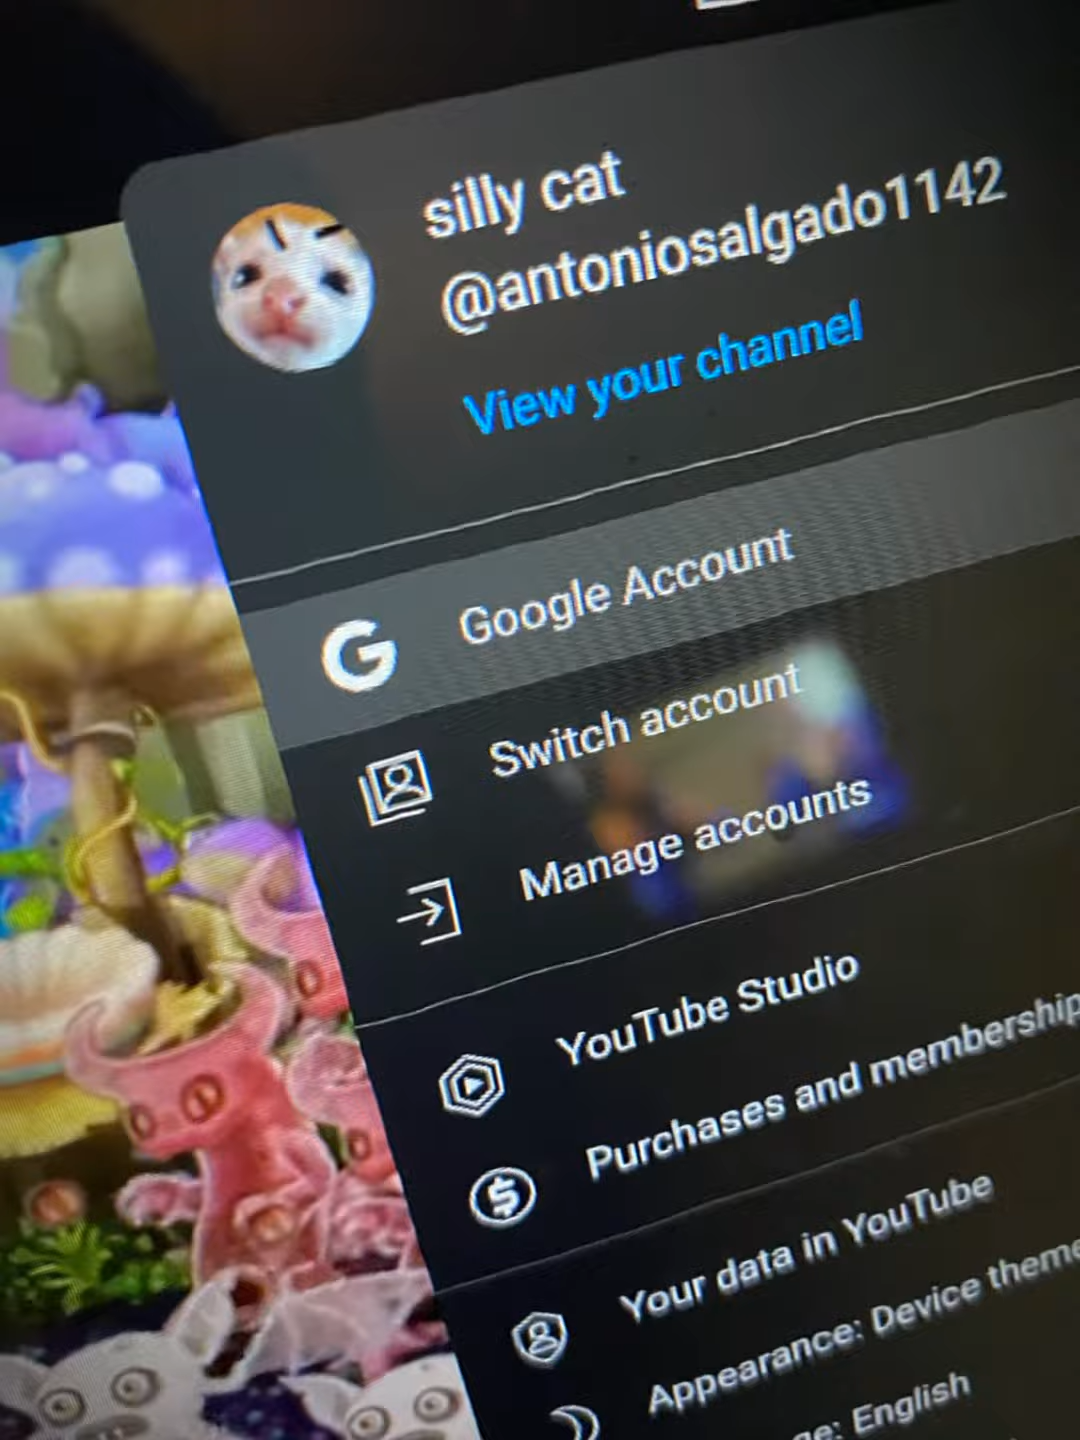 silly cat
@antoniosalgado1142
View your channel
Google Account
Switch account
Manage accounts
YouTube Studio
Purchases and membership
Your data in YouTube
Appearance: Device theme
English